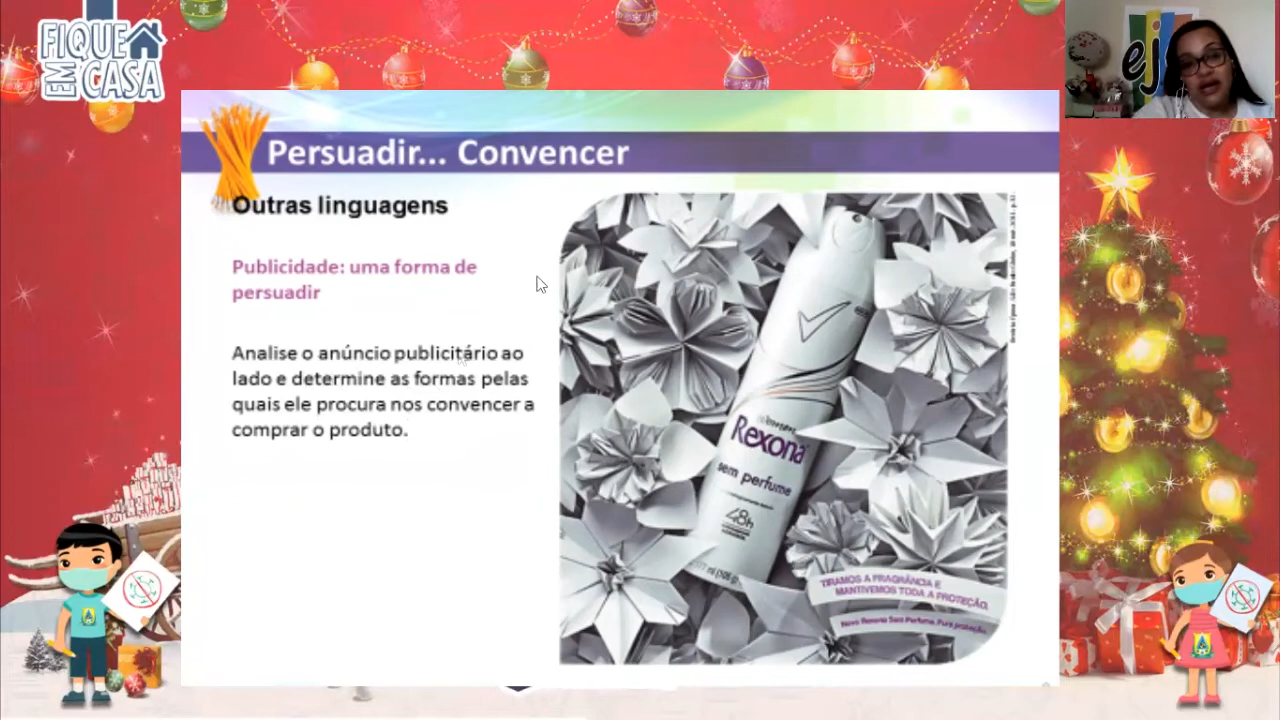 FIQUE
EM
CASA
ej
Persuadir... Convencer
Outras linguagens
Publicidade: uma forma de
persuadir
Analise o anúncio publicitário ao
lado e determine as formas pelas
quais ele procura nos convencer a
comprar o produto.
women
Rexona
sem perfume
48h
TIRAMOS A FRAGRÂNCIA E
MANTIVEMOS TODA A PROTEÇÃO.
Novo Rexona Sem Perfume. Pura proteção.